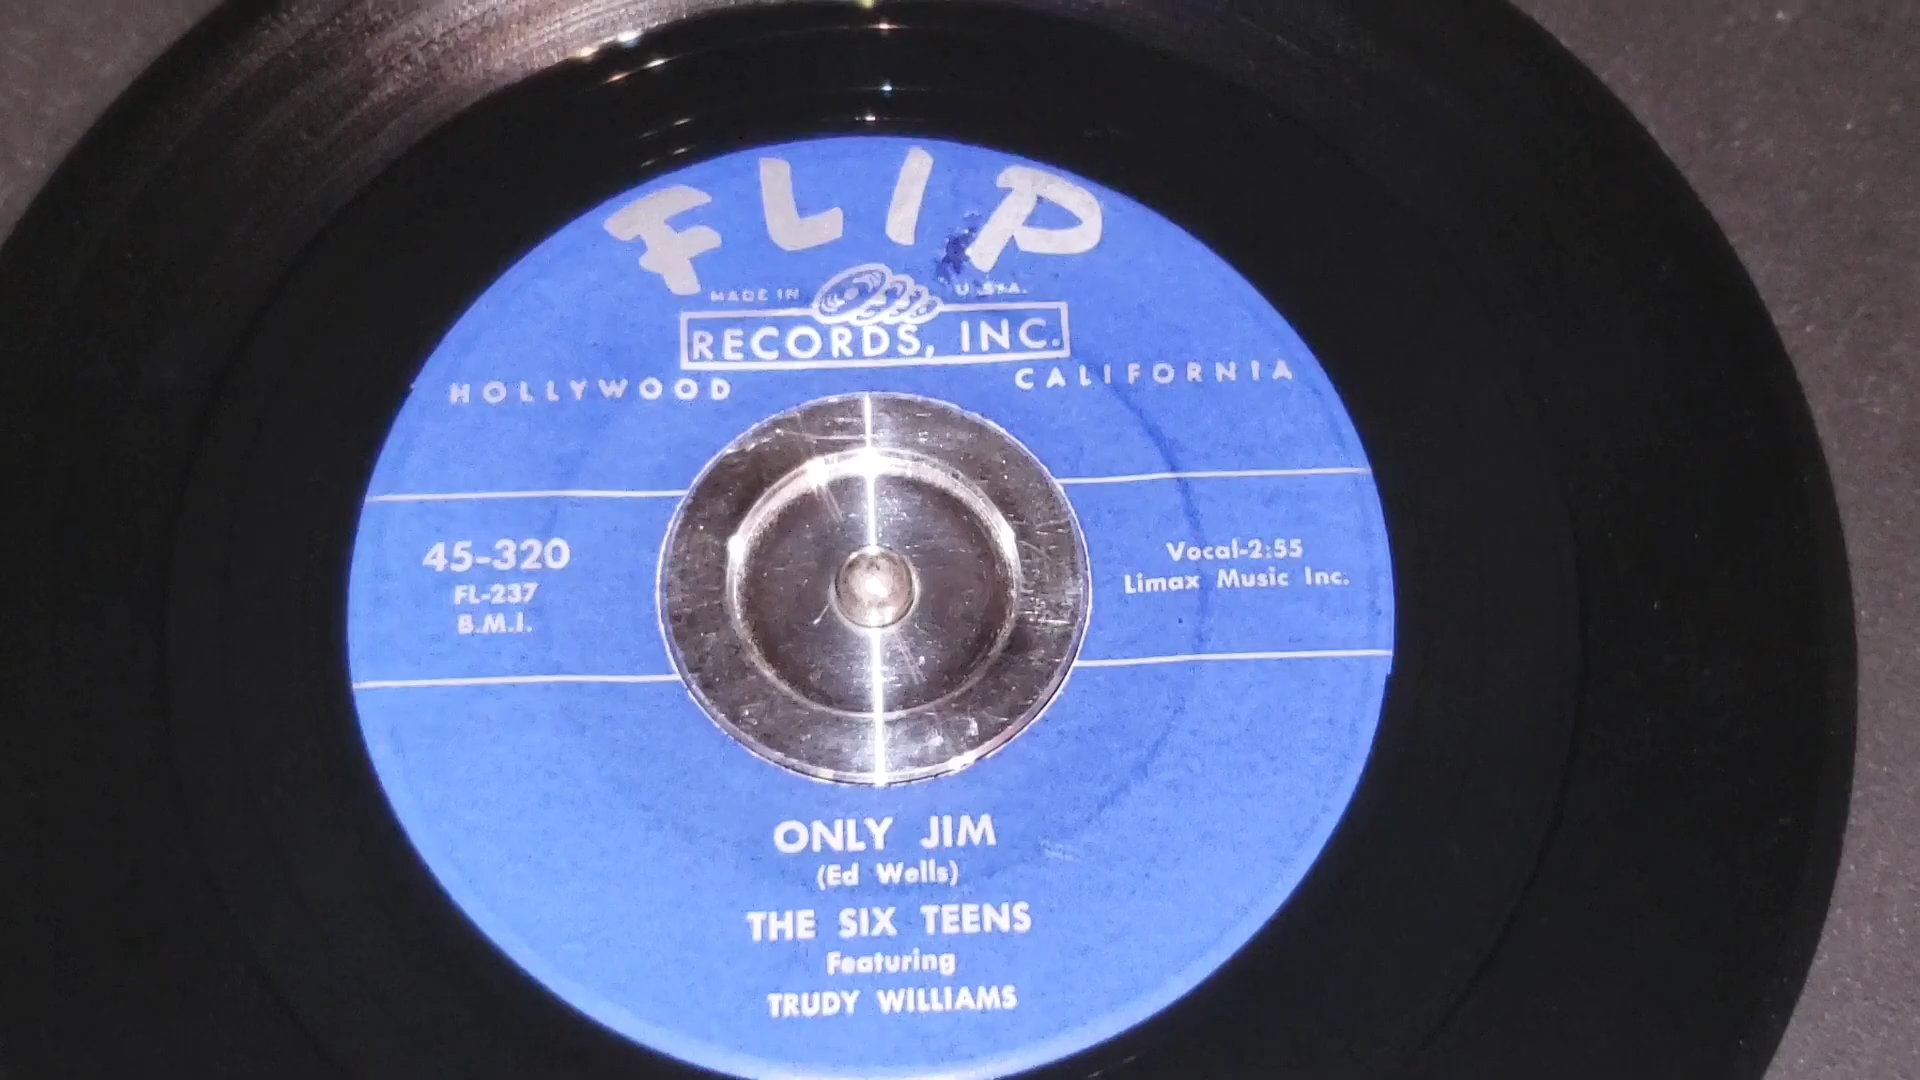 FLIP
MADE IN U.S.A.
RECORDS, INC.
HOLLYWOOD CALIFORNIA
45-320
FL-237
B.M.I.
Vocal-2:55
Limax Music Inc.
ONLY JIM
(Ed Wells)
THE SIX TEENS
Featuring
TRUDY WILLIAMS